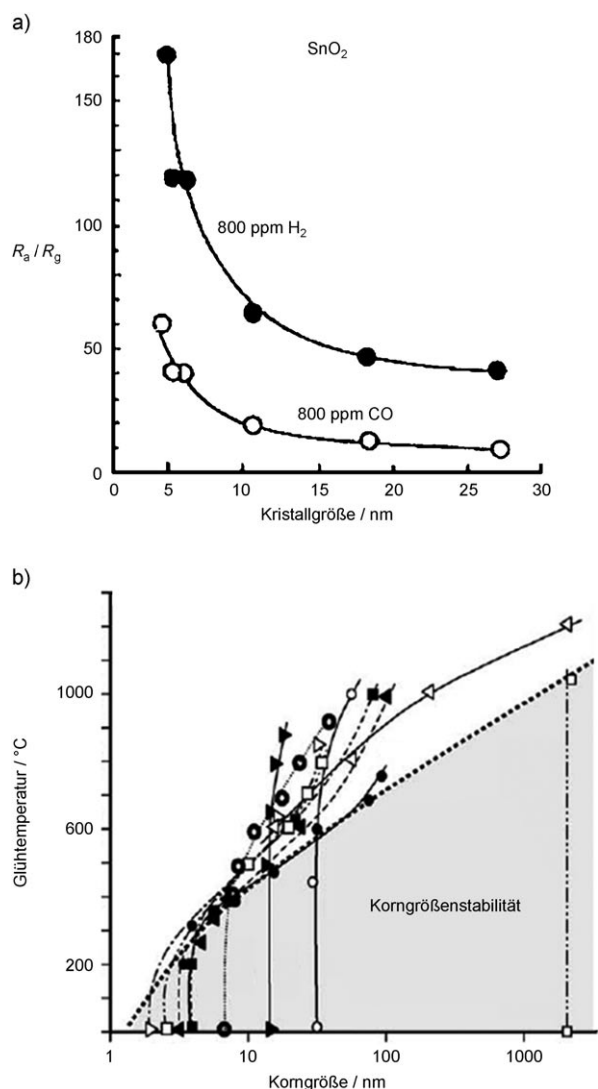 a)
SnO₂
180
150
100
50
0
Rₐ / R_g
800 ppm H₂
800 ppm CO
0 5 10 15 20 25 30
Kristallgröße / nm
b)
1000
600
200
Glühtemperatur / °C
Korngrößenstabilität
1 10 100 1000
Korngröße / nm